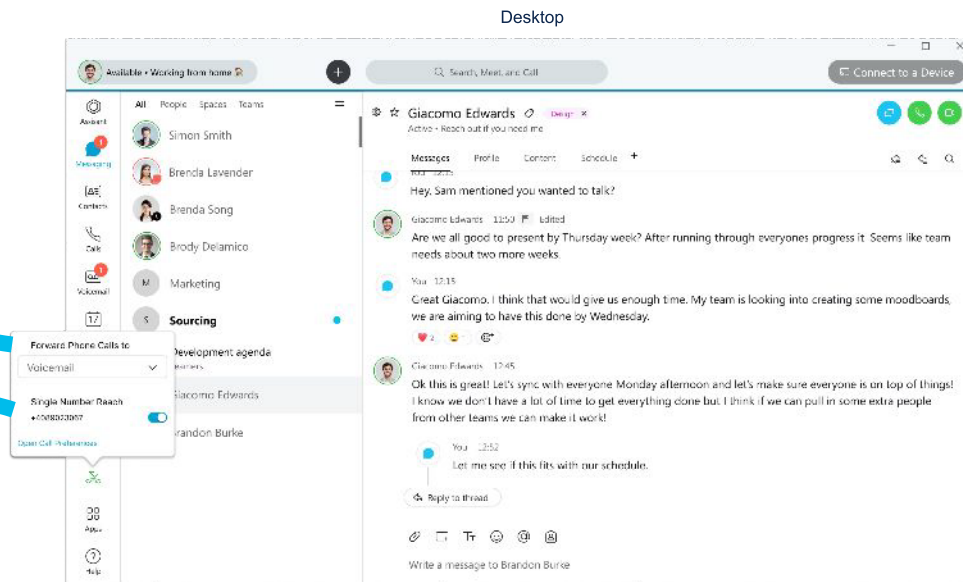 Desktop
Available • Working from home
Search, Meet, and Call
Connect to a Device
Assistant
Messaging
1
Contacts
Calls
1
Voicemail
17
Apps
Help
All People Spaces Teams
Simon Smith
Brenda Lavender
Brenda Song
Brody Delamico
M Marketing
S Sourcing
Development agenda
Giacomo Edwards
Brandon Burke
Forward Phone Calls to
Voicemail
Single Number Reach
Open Call Preferences
Giacomo Edwards
Design ×
Active • Reach out if you need me
Messages Profile Content Schedule +
You 12:15
Hey, Sam mentioned you wanted to talk?
Giacomo Edwards 11:50 Edited
Are we all good to present by Thursday week? After running through everyones progress it Seems like team
needs about two more weeks.
You 12:15
Great Giacomo. I think that would give us enough time. My team is looking into creating some moodboards,
we are aiming to have this done by Wednesday.
2
Giacomo Edwards 12:45
Ok this is great! Let's sync with everyone Monday afternoon and let's make sure everyone is on top of things!
I know we don't have a lot of time to get everything done but I think if we can pull in some extra people
from other teams we can make it work!
You 12:52
Let me see if this fits with our schedule.
Reply to thread
Write a message to Brandon Burke